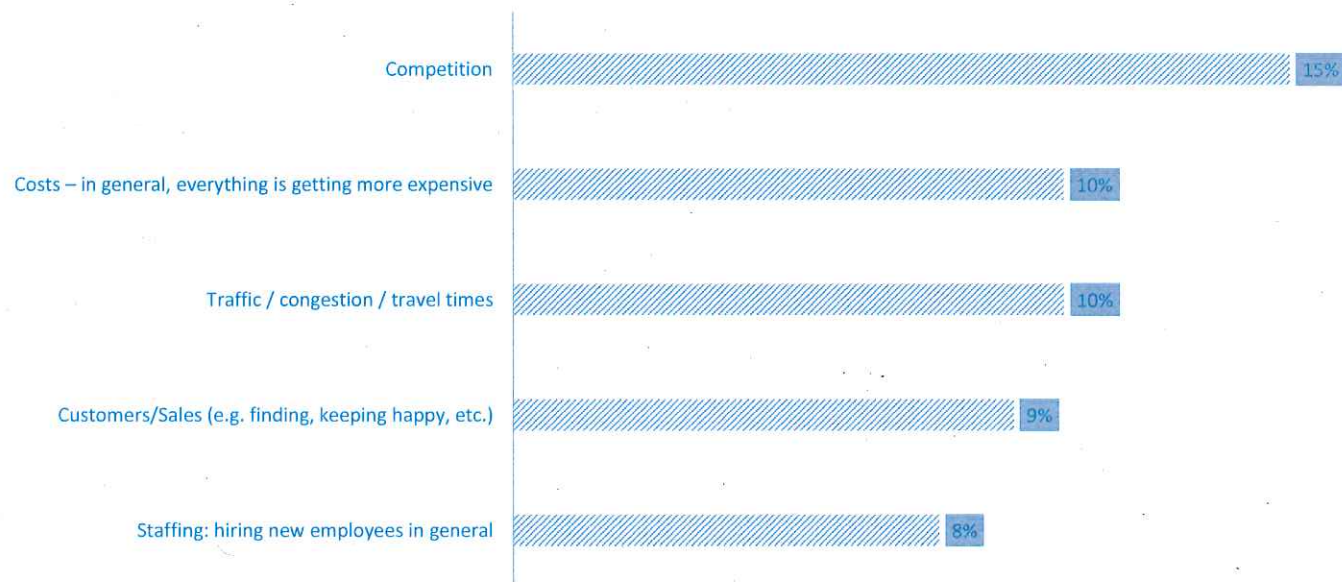 Competition 15%
Costs – in general, everything is getting more expensive 10%
Traffic / congestion / travel times 10%
Customers/Sales (e.g. finding, keeping happy, etc.) 9%
Staffing: hiring new employees in general 8%